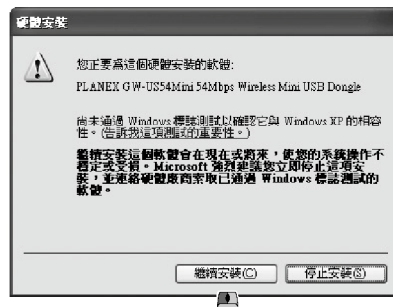 硬體安裝
您正要為這個硬體安裝的軟體:
PLANEX GW-US54Mini 54Mbps Wireless Mini USB Dongle
尚未通過 Windows 標誌測試以確認它與 Windows XP 的相容
性。(告訴我這項測試的重要性。)
繼續安裝這個軟體會在現在或將來，使您的系統操作不
穩定或受損。Microsoft 強烈建議您立即停止這項安
裝，並連絡硬體廠商索取已通過 Windows 標誌測試的
軟體。
繼續安裝(C)
停止安裝(S)